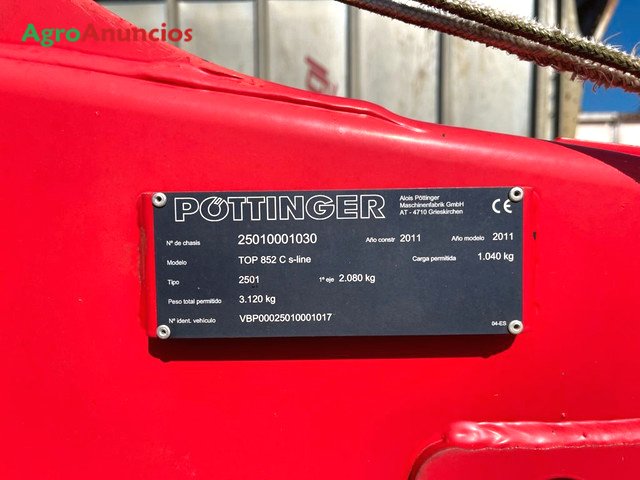 AgroAnuncios
PÖTTINGER
Alois Pöttinger
Maschinenfabrik GmbH
AT - 4710 Grieskirchen
CE
Nº de chasis 25010001030 Año constr 2011 Año modelo 2011
Modelo TOP 852 C s-line Carga permitida 1.040 kg
Tipo 2501 1º eje 2.080 kg
Peso total permitido 3.120 kg
Nº ident. vehículo VBP00025010001017
04-ES